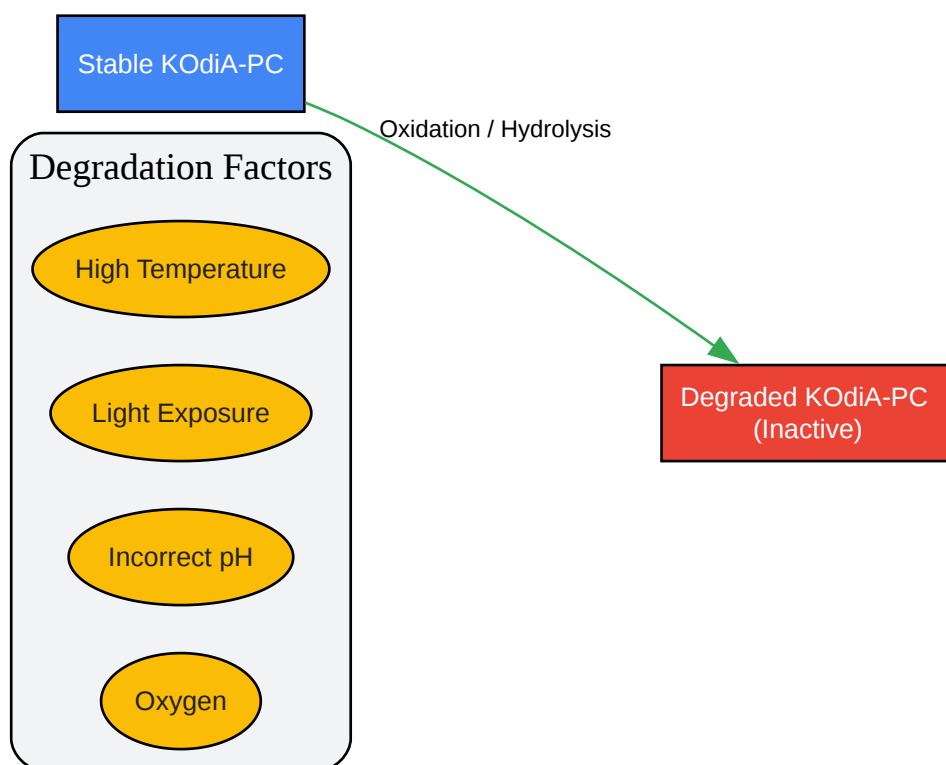 Stable KOdiA-PC
Oxidation / Hydrolysis
Degradation Factors
High Temperature
Light Exposure
Incorrect pH
Oxygen
Degraded KOdiA-PC
(Inactive)